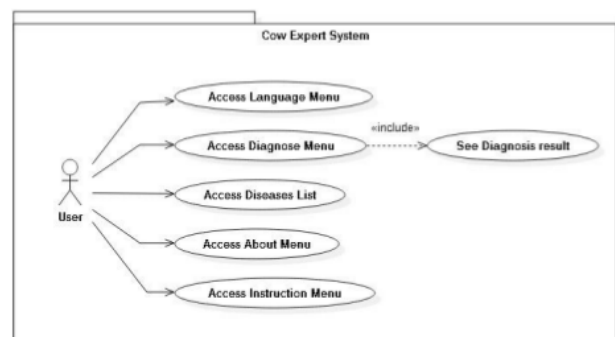 Cow Expert System
Access Language Menu
«include»
Access Diagnose Menu
See Diagnosis result
Access Diseases List
User
Access About Menu
Access Instruction Menu